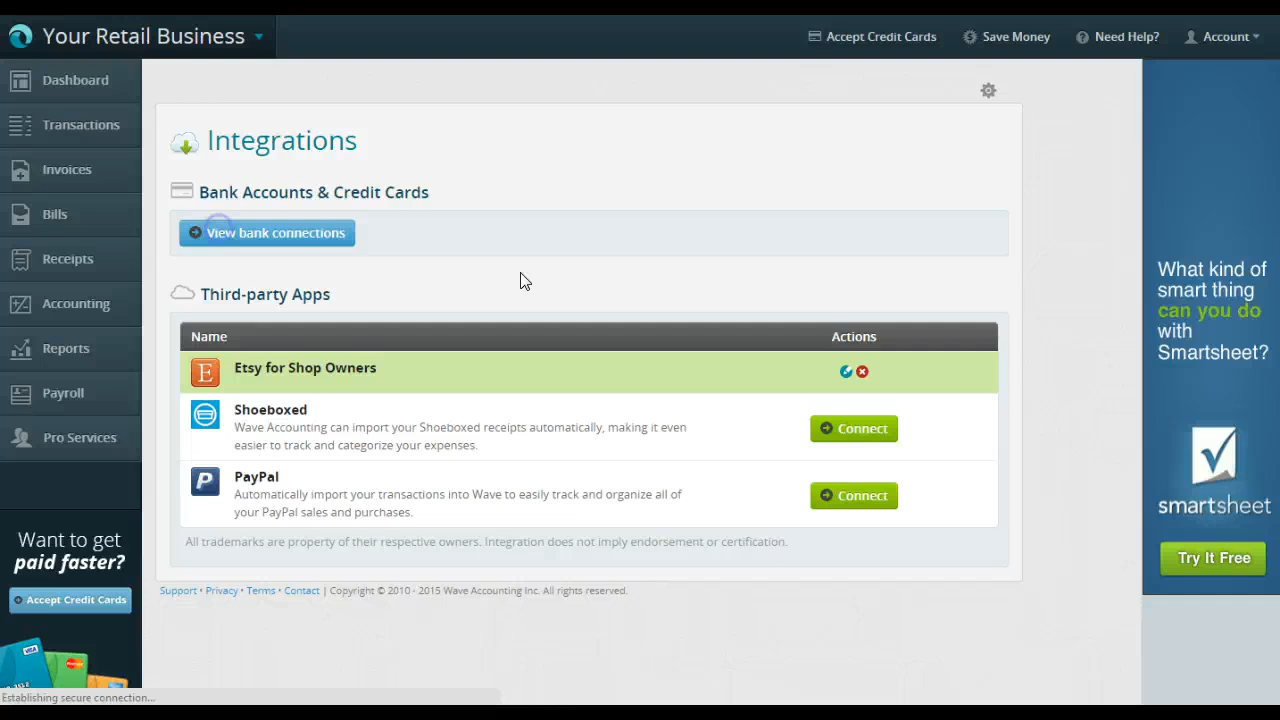 Your Retail Business
Accept Credit Cards
Save Money
Need Help?
Account
Dashboard
Transactions
Invoices
Bills
Receipts
Accounting
Reports
Payroll
Pro Services
Want to get
paid faster?
Accept Credit Cards
VISA
Establishing secure connection...
Integrations
Bank Accounts & Credit Cards
View bank connections
Third-party Apps
Name Actions
E
Etsy for Shop Owners
Shoeboxed
Wave Accounting can import your Shoeboxed receipts automatically, making it even
easier to track and categorize your expenses.
Connect
P
PayPal
Automatically import your transactions into Wave to easily track and organize all of
your PayPal sales and purchases.
Connect
All trademarks are property of their respective owners. Integration does not imply endorsement or certification.
Support • Privacy • Terms • Contact | Copyright © 2010 - 2015 Wave Accounting Inc. All rights reserved.
What kind of
smart thing
can you do
with
Smartsheet?
smartsheet
Try It Free